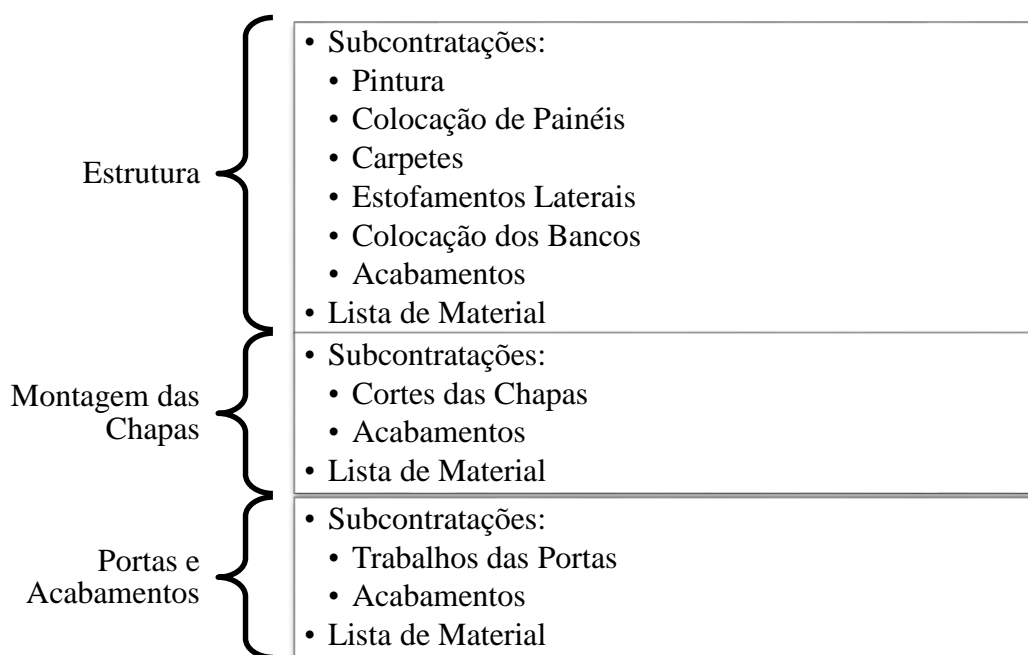 Estrutura
• Subcontratações:
• Pintura
• Colocação de Painéis
• Carpetes
• Estofamentos Laterais
• Colocação dos Bancos
• Acabamentos
• Lista de Material
Montagem das
Chapas
• Subcontratações:
• Cortes das Chapas
• Acabamentos
• Lista de Material
Portas e
Acabamentos
• Subcontratações:
• Trabalhos das Portas
• Acabamentos
• Lista de Material